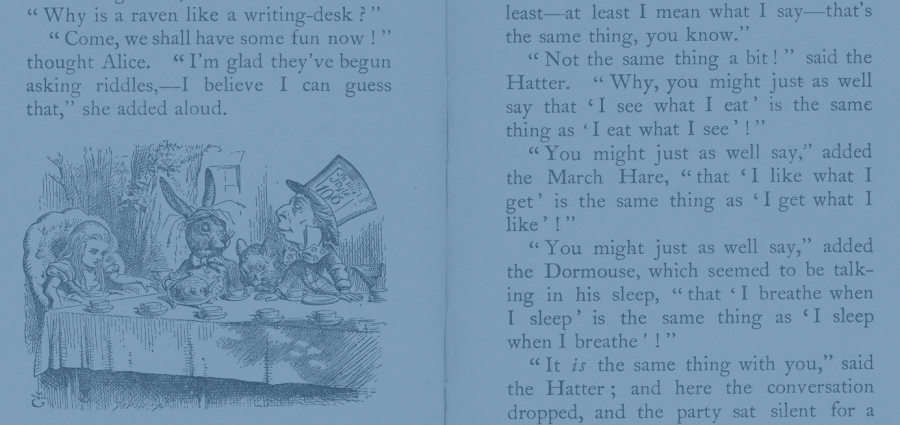 “ Why is a raven like a writing-desk ? ”
“ Come, we shall have some fun now ! ”
thought Alice. “ I’m glad they’ve begun
asking riddles,—I believe I can guess
that,” she added aloud.
least—at least I mean what I say—that’s
the same thing, you know.”
“ Not the same thing a bit ! ” said the
Hatter. “ Why, you might just as well
say that ‘ I see what I eat ’ is the same
thing as ‘ I eat what I see ’ ! ”
“ You might just as well say,” added
the March Hare, “ that ‘ I like what I
get ’ is the same thing as ‘ I get what I
like ’ ! ”
“ You might just as well say,” added
the Dormouse, which seemed to be talk-
ing in his sleep, “ that ‘ I breathe when
I sleep ’ is the same thing as ‘ I sleep
when I breathe ’ ! ”
“ It is the same thing with you,” said
the Hatter ; and here the conversation
dropped, and the party sat silent for a